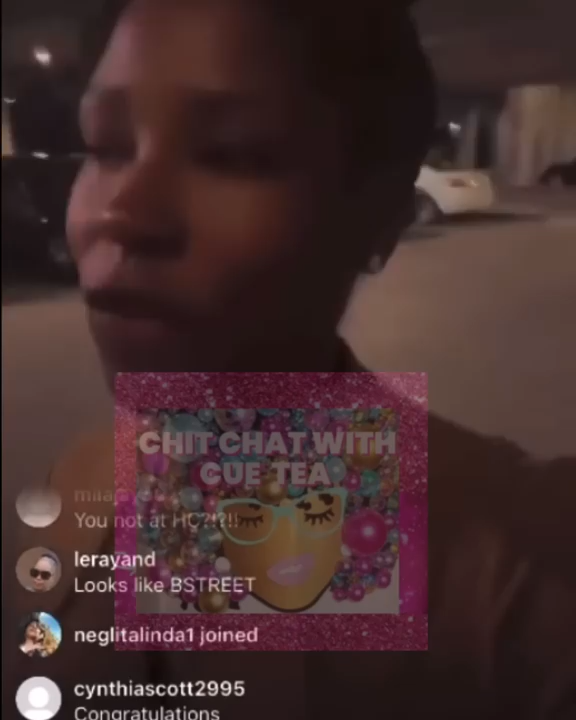 CHIT CHAT WITH
CUE TEA
You not at HC?!?!!
lerayand
Looks like BSTREET
neglitalinda1 joined
cynthiascott2995
Congratulations